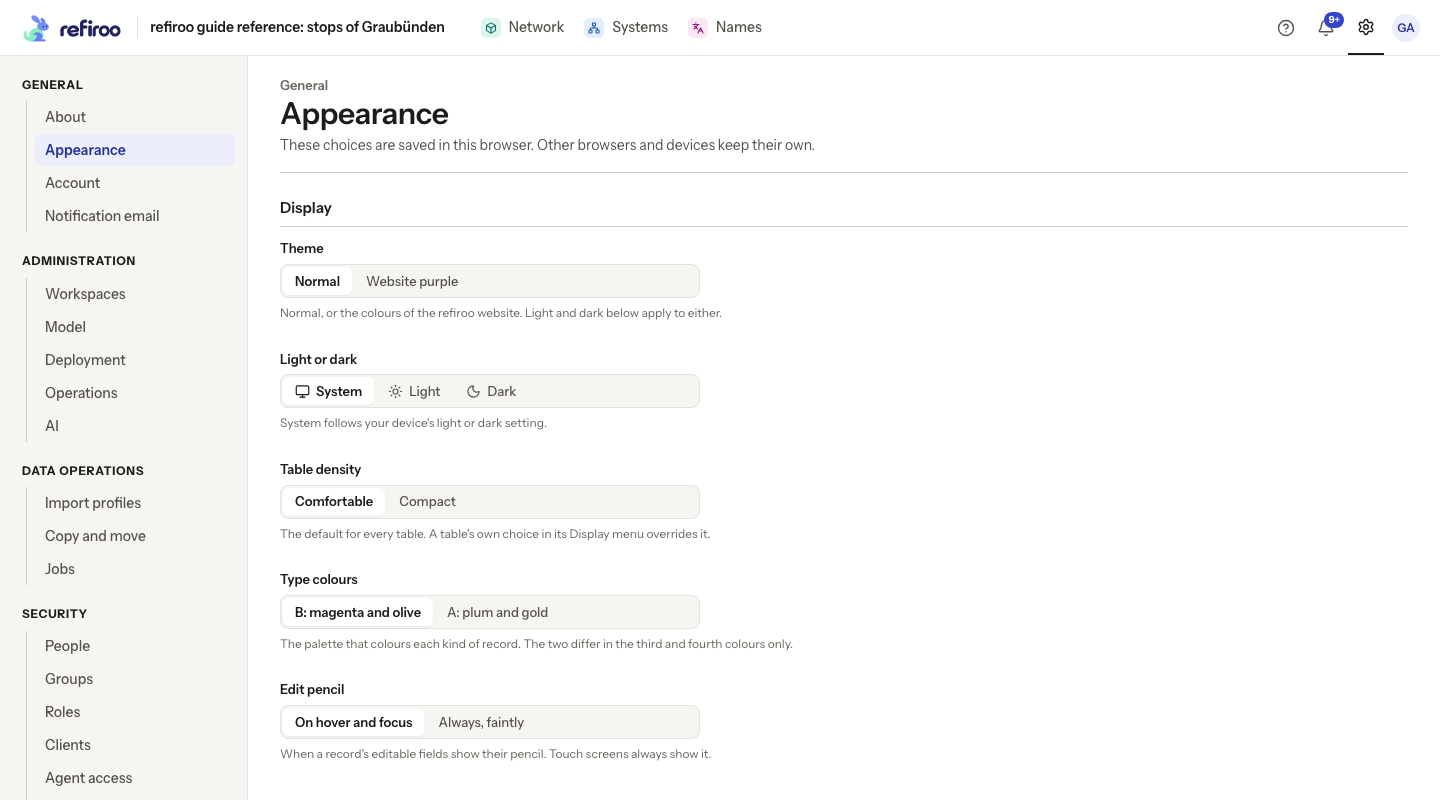 refiroo
refiroo guide reference: stops of Graubünden
Network
Systems
Names
9+
GA
GENERAL
About
Appearance
Account
Notification email
ADMINISTRATION
Workspaces
Model
Deployment
Operations
AI
DATA OPERATIONS
Import profiles
Copy and move
Jobs
SECURITY
People
Groups
Roles
Clients
Agent access
General
Appearance
These choices are saved in this browser. Other browsers and devices keep their own.
Display
Theme
Normal
Website purple
Normal, or the colours of the refiroo website. Light and dark below apply to either.
Light or dark
System
Light
Dark
System follows your device's light or dark setting.
Table density
Comfortable
Compact
The default for every table. A table's own choice in its Display menu overrides it.
Type colours
B: magenta and olive
A: plum and gold
The palette that colours each kind of record. The two differ in the third and fourth colours only.
Edit pencil
On hover and focus
Always, faintly
When a record's editable fields show their pencil. Touch screens always show it.